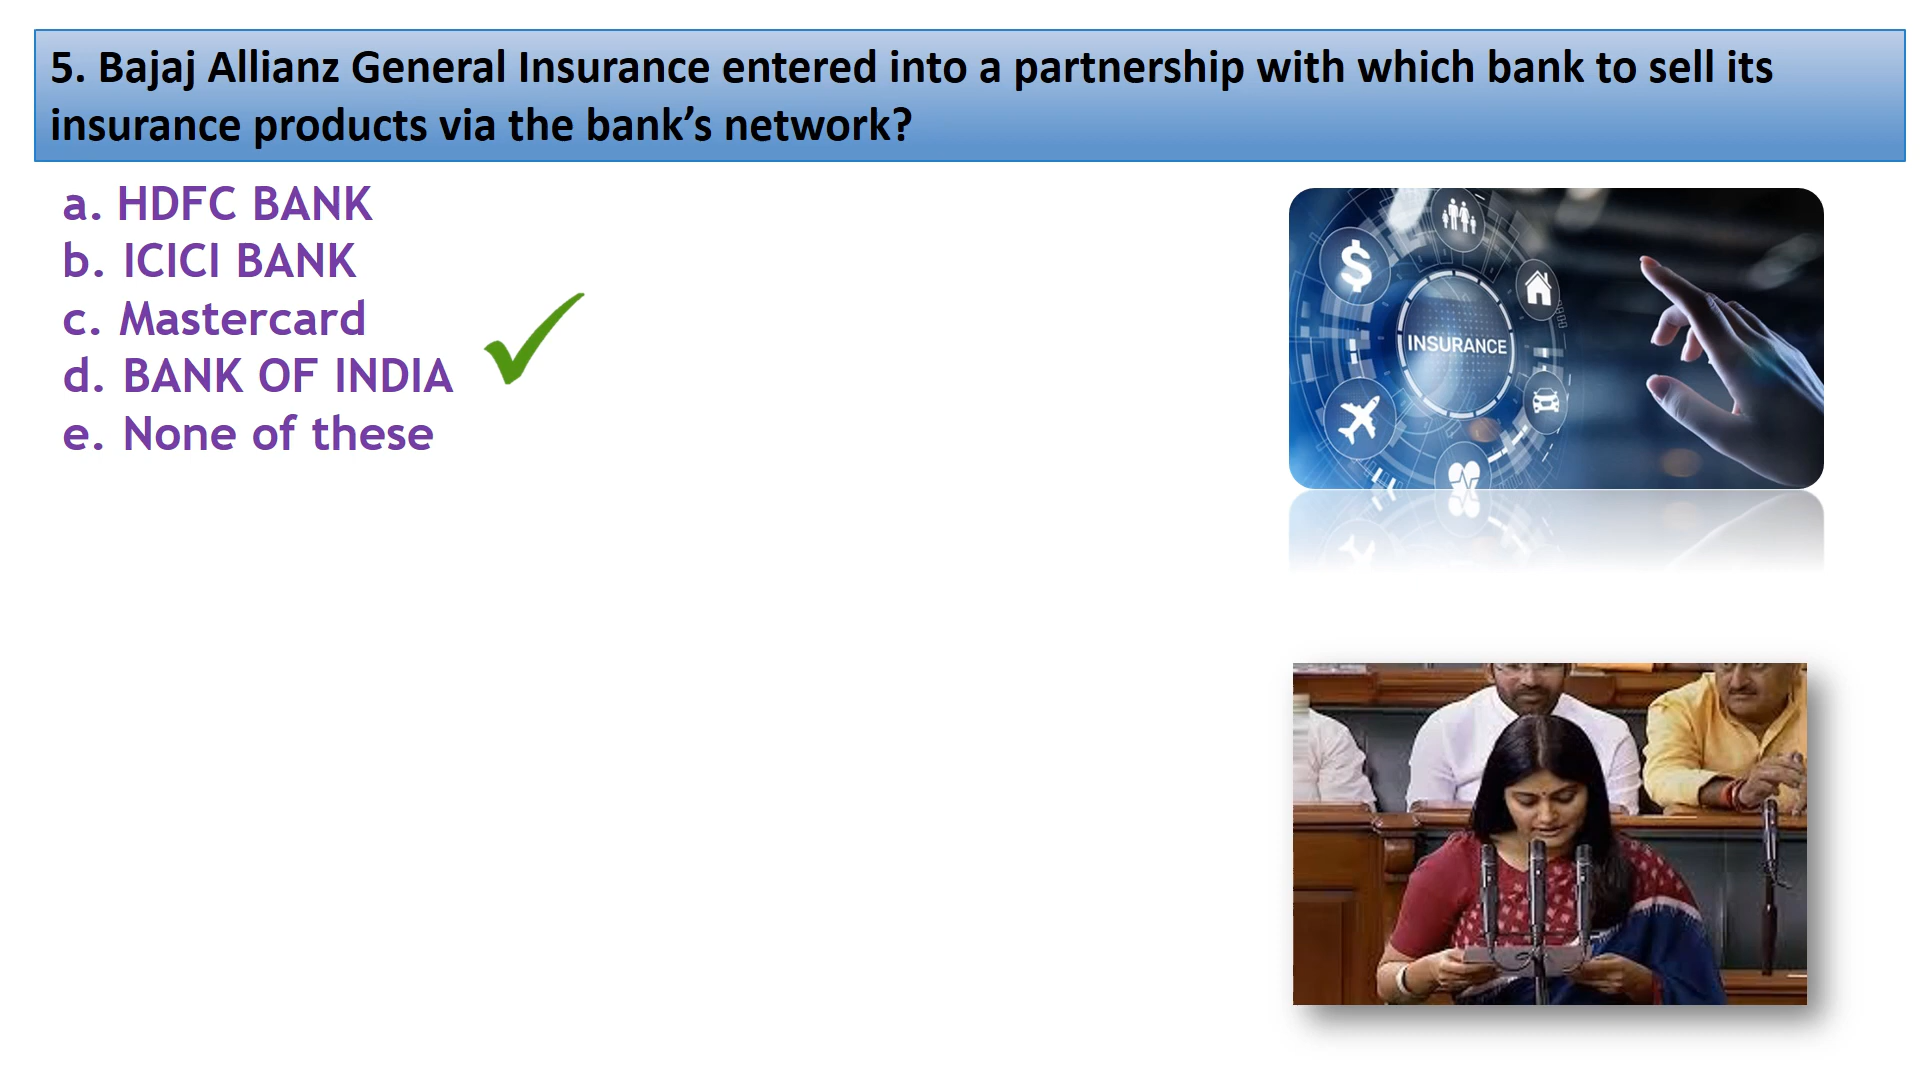 5. Bajaj Allianz General Insurance entered into a partnership with which bank to sell its
insurance products via the bank’s network?
a. HDFC BANK
b. ICICI BANK
c. Mastercard
d. BANK OF INDIA
e. None of these
INSURANCE